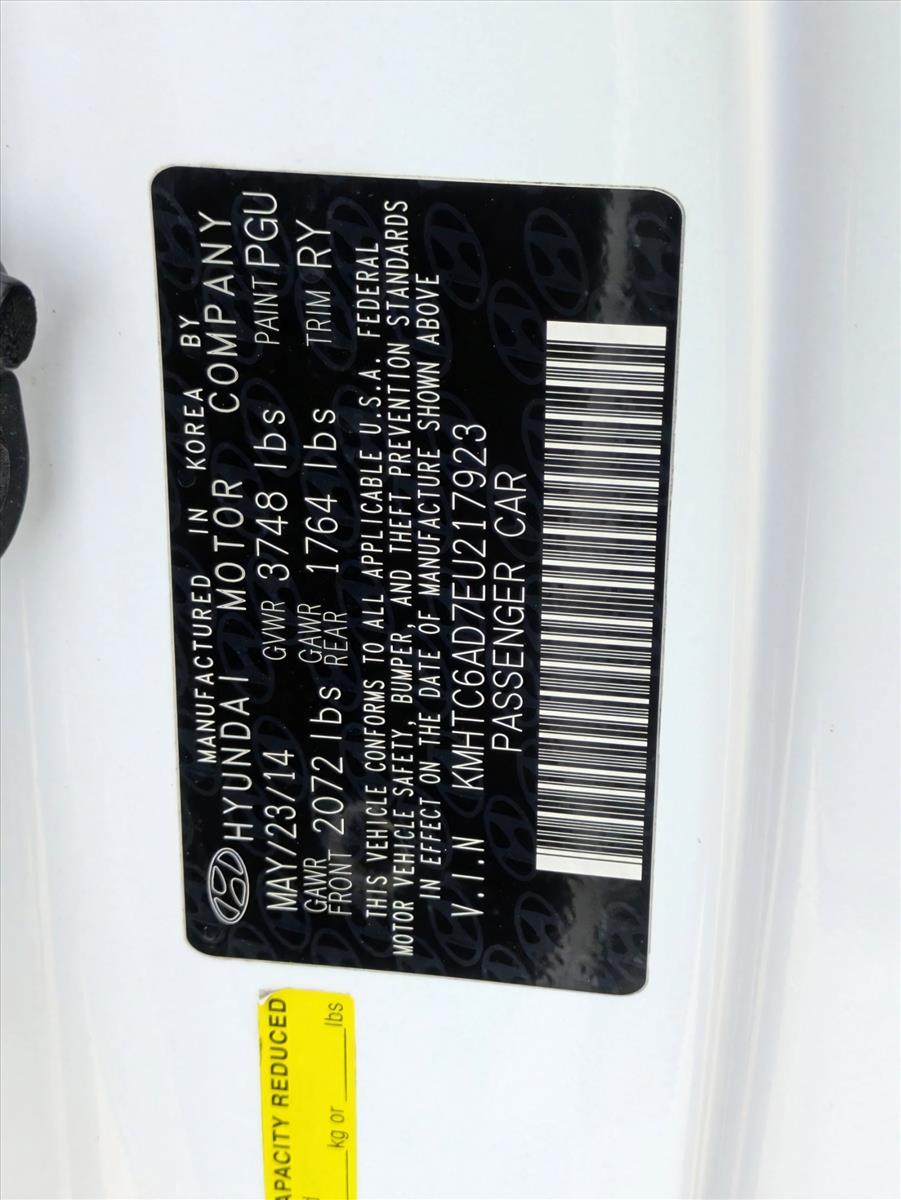 MANUFACTURED IN KOREA BY
HYUNDAI MOTOR COMPANY
MAY/23/14 GVWR 3748 lbs PAINT PGU
GAWR FRONT 2072 lbs GAWR REAR 1764 lbs TRIM RY
THIS VEHICLE CONFORMS TO ALL APPLICABLE U.S.A. FEDERAL
MOTOR VEHICLE SAFETY, BUMPER, AND THEFT PREVENTION STANDARDS
IN EFFECT ON THE DATE OF MANUFACTURE SHOWN ABOVE
V.I.N KMHTC6AD7EU217923
PASSENGER CAR
APACITY REDUCED
kg or lbs